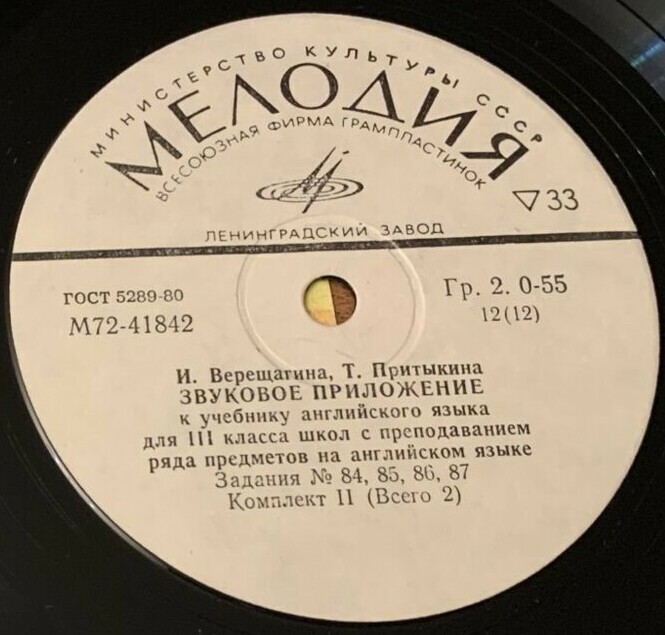 МИНИСТЕРСТВО КУЛЬТУРЫ СССР
МЕЛОДИЯ
ВСЕСОЮЗНАЯ ФИРМА ГРАМПЛАСТИНОК
▽33
ЛЕНИНГРАДСКИЙ ЗАВОД
ГОСТ 5289-80
М72-41842
Гр. 2. 0-55
12(12)
И. Верещагина, Т. Притыкина
ЗВУКОВОЕ ПРИЛОЖЕНИЕ
к учебнику английского языка
для III класса школ с преподаванием
ряда предметов на английском языке
Задания № 84, 85, 86, 87
Комплект II (Всего 2)